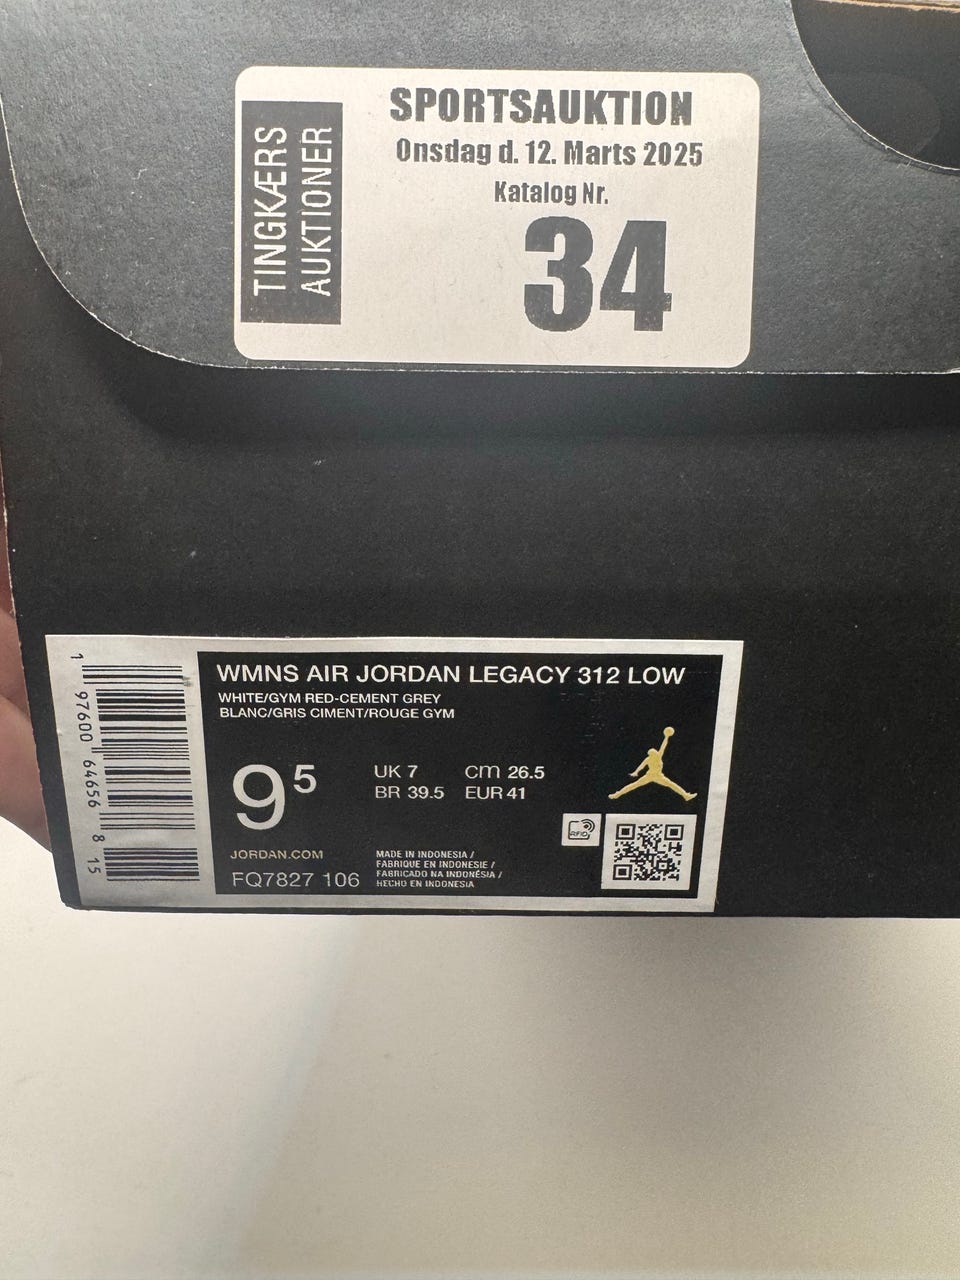 TINGKÆRS
AUKTIONER
SPORTSAUKTION
Onsdag d. 12. Marts 2025
Katalog Nr.
34
1 97600 64656 8 15
WMNS AIR JORDAN LEGACY 312 LOW
WHITE/GYM RED-CEMENT GREY
BLANC/GRIS CIMENT/ROUGE GYM
9⁵
UK 7 cm 26.5
BR 39.5 EUR 41
RFID
JORDAN.COM
FQ7827 106
MADE IN INDONESIA /
FABRIQUE EN INDONESIE /
FABRICADO NA INDONÉSIA /
HECHO EN INDONESIA